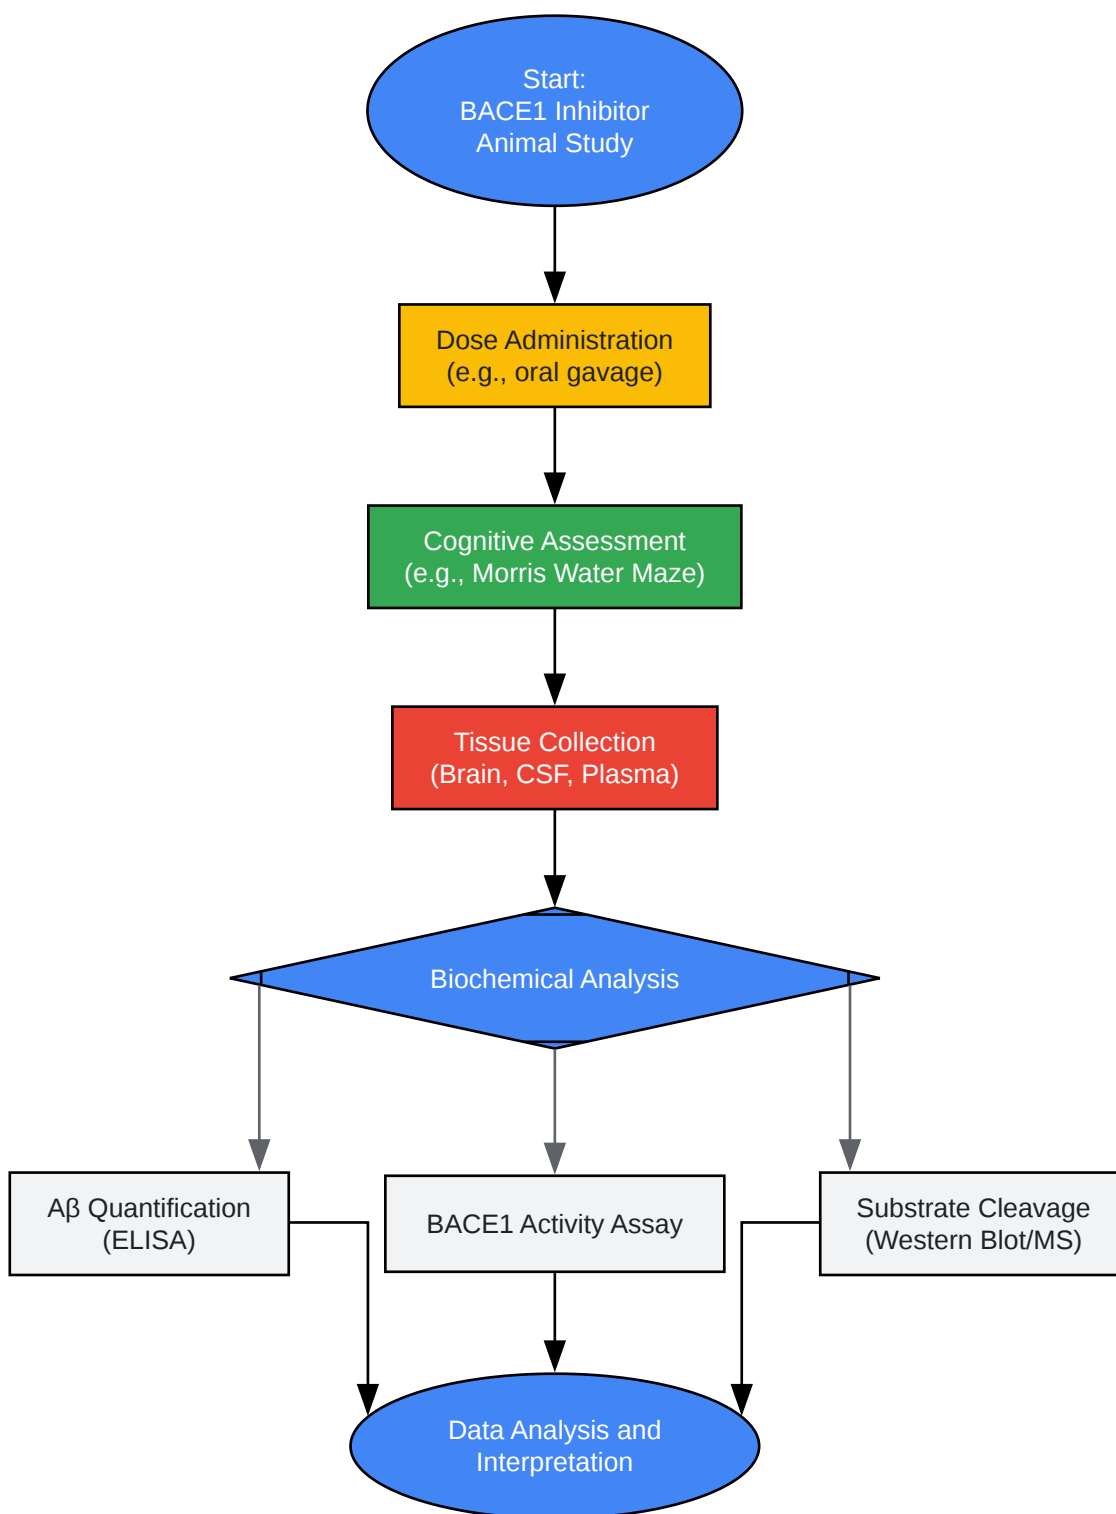 Start:
BACE1 Inhibitor
Animal Study
Dose Administration
(e.g., oral gavage)
Cognitive Assessment
(e.g., Morris Water Maze)
Tissue Collection
(Brain, CSF, Plasma)
Biochemical Analysis
Aβ Quantification
(ELISA)
BACE1 Activity Assay
Substrate Cleavage
(Western Blot/MS)
Data Analysis and
Interpretation